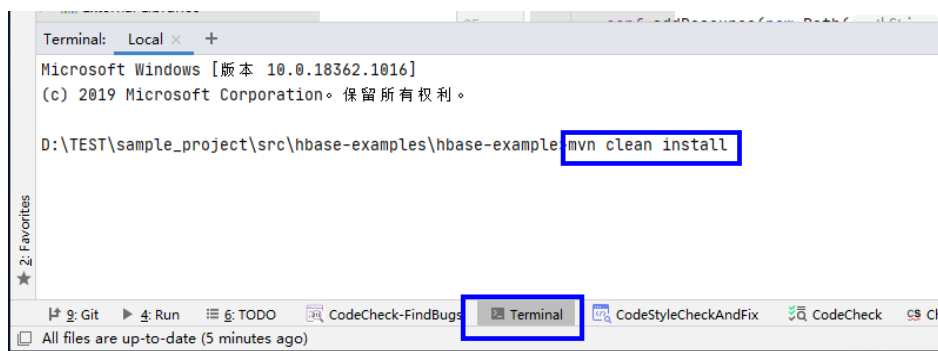 Terminal: Local × +
Microsoft Windows [版本 10.0.18362.1016]
(c) 2019 Microsoft Corporation。保留所有权利。
D:\TEST\sample_project\src\hbase-examples\hbase-example>mvn clean install
2: Favorites
9: Git 4: Run 6: TODO CodeCheck-FindBugs Terminal CodeStyleCheckAndFix CodeCheck
All files are up-to-date (5 minutes ago)